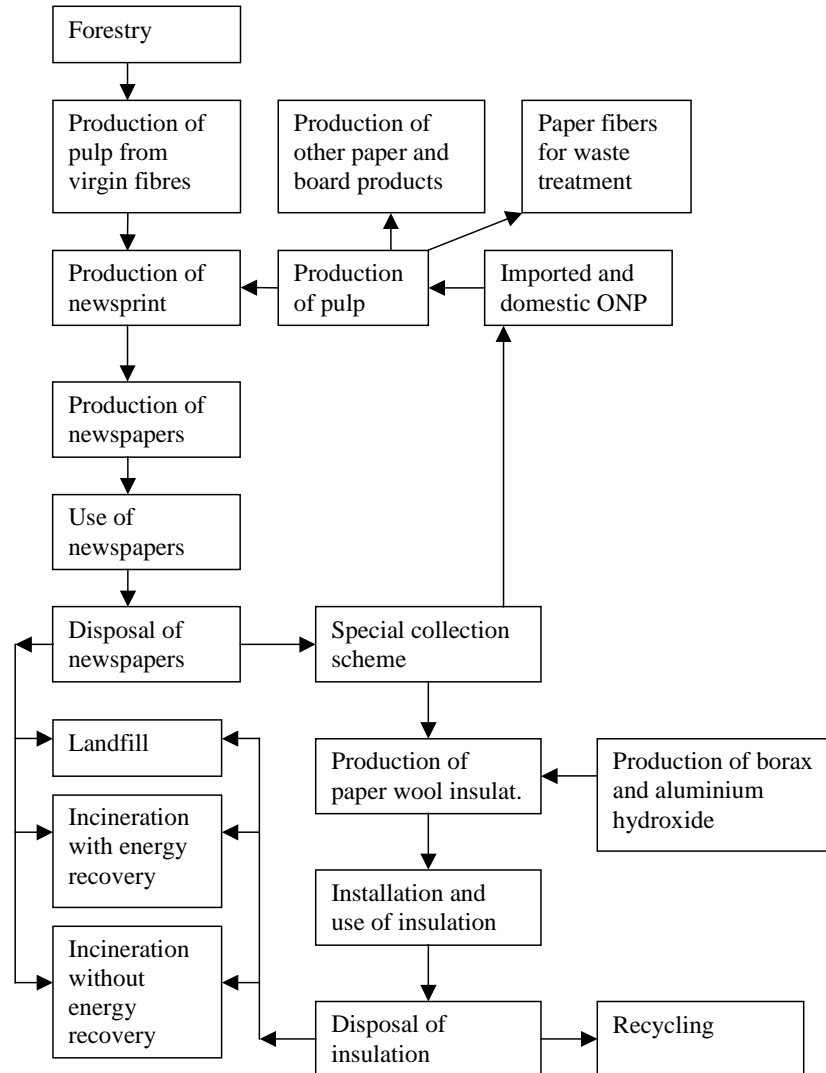 Forestry
Production of
pulp from
virgin fibres
Production of
other paper and
board products
Paper fibers
for waste
treatment
Production of
newsprint
Production
of pulp
Imported and
domestic ONP
Production of
newspapers
Use of
newspapers
Disposal of
newspapers
Special collection
scheme
Landfill
Production of
paper wool insulat.
Production of borax
and aluminium
hydroxide
Incineration
with energy
recovery
Installation and
use of insulation
Incineration
without
energy
recovery
Disposal of
insulation
Recycling